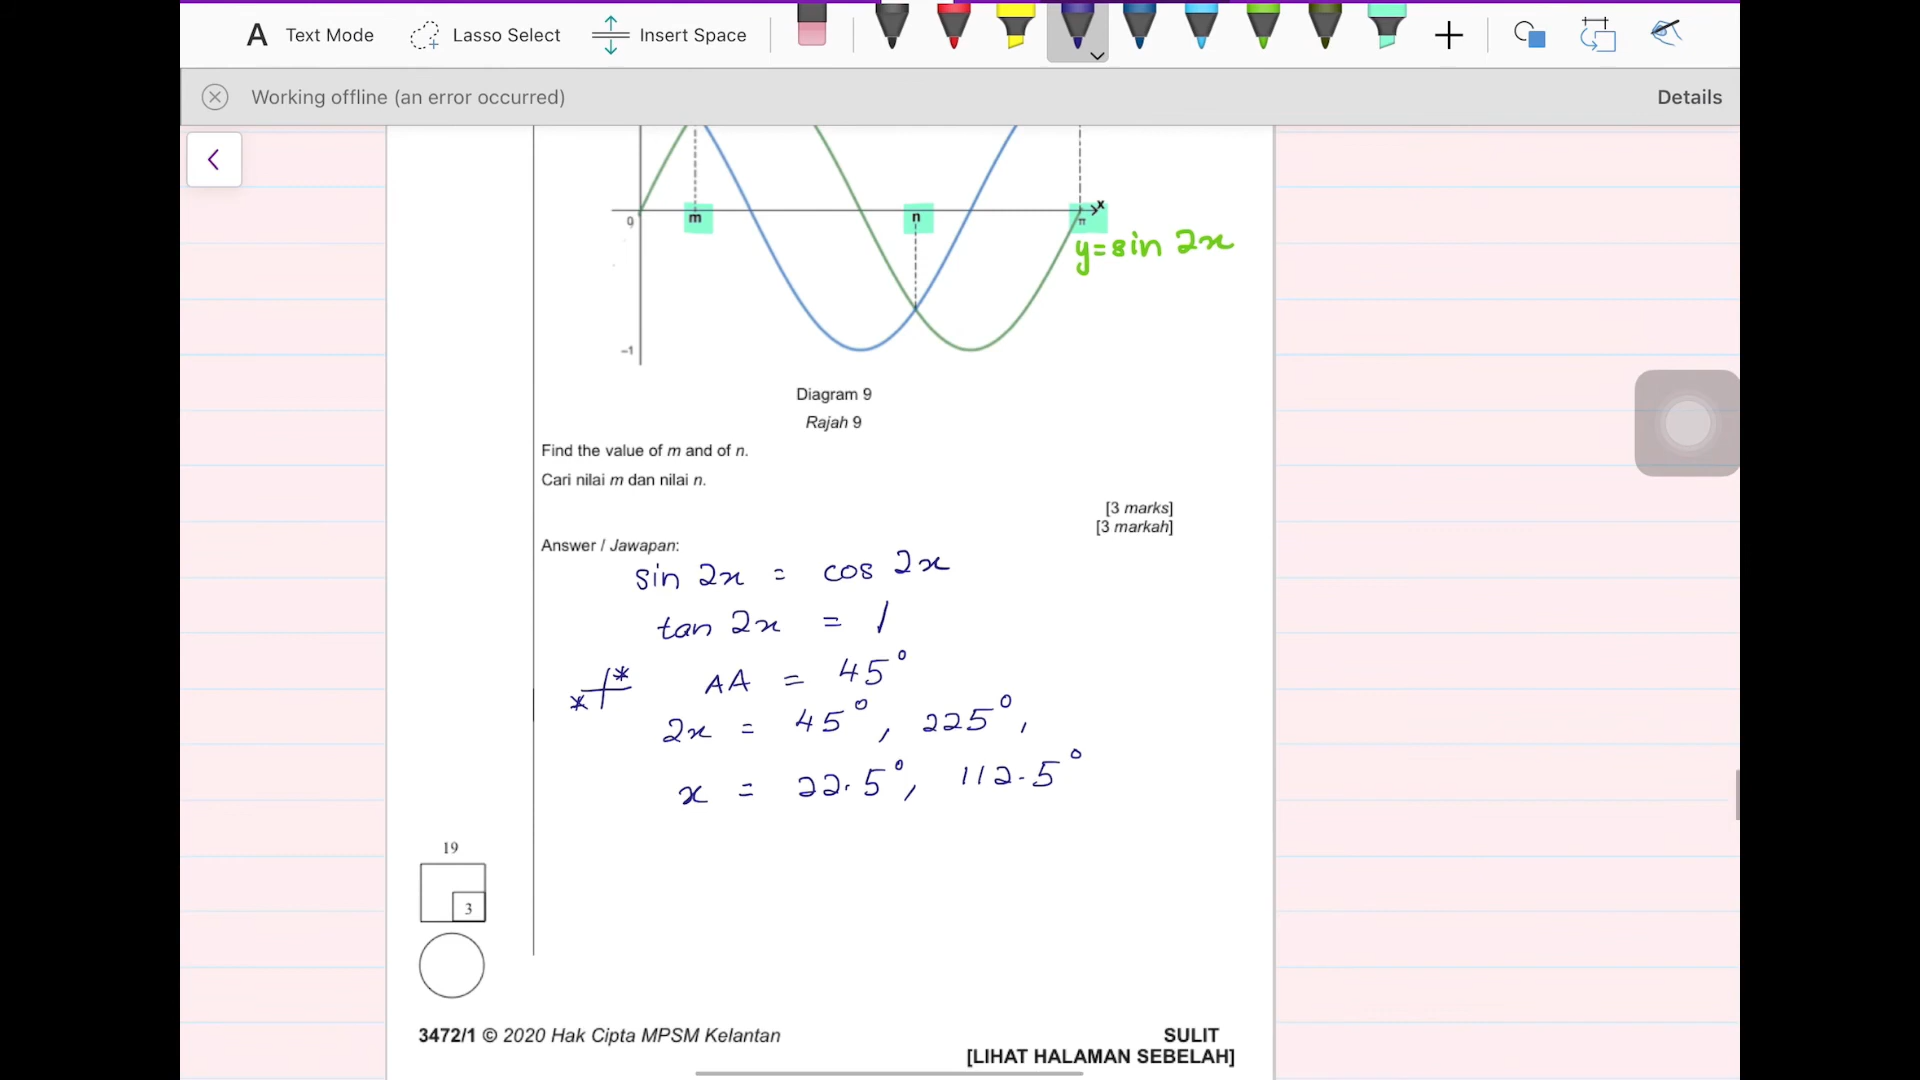 A Text Mode Lasso Select Insert Space
Working offline (an error occurred) Details
x
0 m n π
y=sin 2x
-1
Diagram 9
Rajah 9
Find the value of m and of n.
Cari nilai m dan nilai n.
[3 marks]
[3 markah]
Answer / Jawapan:
sin 2x = cos 2x
tan 2x = 1
AA = 45°
2x = 45°, 225°,
x = 22.5°, 112.5°
19
3
3472/1 © 2020 Hak Cipta MPSM Kelantan SULIT
[LIHAT HALAMAN SEBELAH]